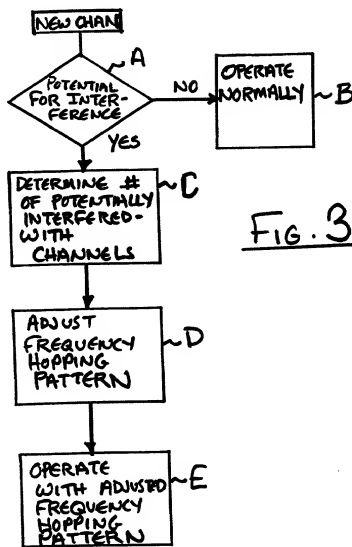 NEW CHAN
A
POTENTIAL
FOR INTER-
FERENCE
NO
OPERATE
NORMALLY
B
YES
DETERMINE #
OF POTENTIALLY
INTERFERED-
WITH
CHANNELS
C
FIG. 3
ADJUST
FREQUENCY
HOPPING
PATTERN
D
OPERATE
WITH ADJUSTED
FREQUENCY
HOPPING
PATTERN
E